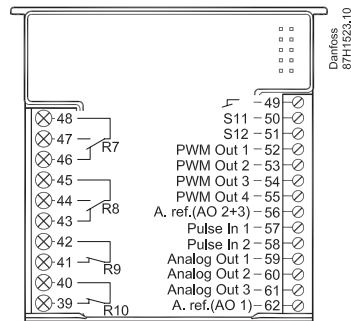 Danfoss
87H1523.10
49
S11 – 50
S12 – 51
PWM Out 1 – 52
PWM Out 2 – 53
PWM Out 3 – 54
PWM Out 4 – 55
A. ref.(AO 2+3) – 56
Pulse In 1 – 57
Pulse In 2 – 58
Analog Out 1 – 59
Analog Out 2 – 60
Analog Out 3 – 61
A. ref.(AO 1) – 62
48
47
R7
46
45
44
R8
43
42
41
R9
40
39
R10